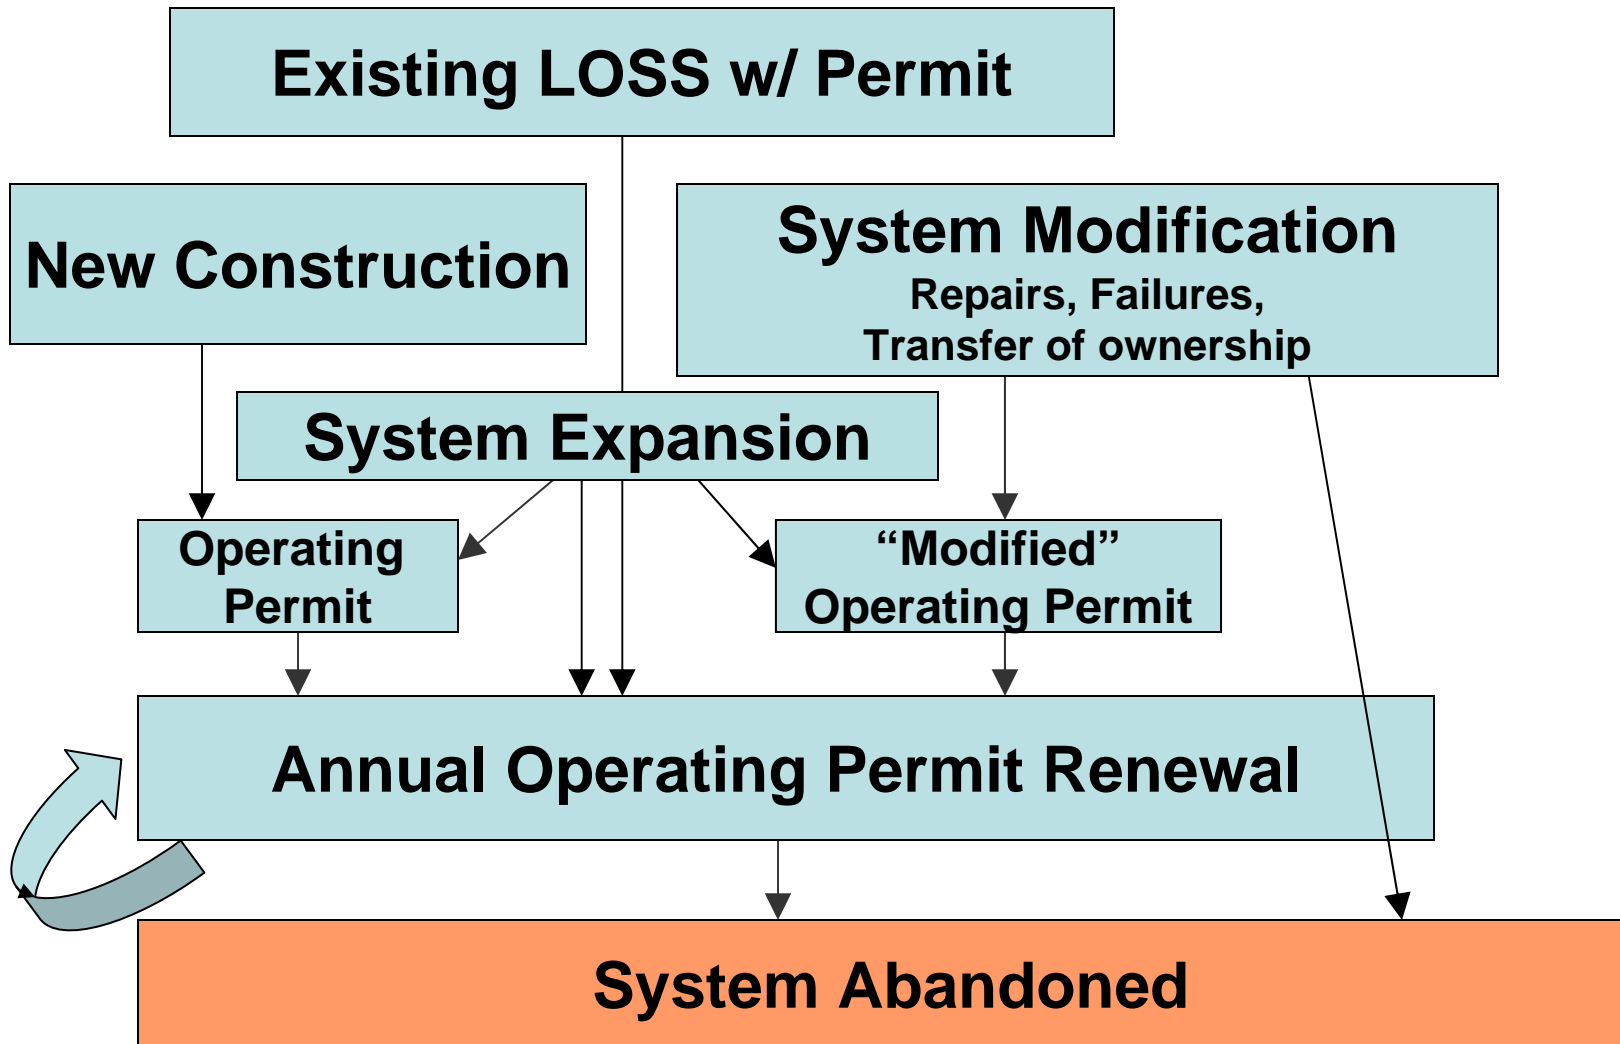 Existing LOSS w/ Permit
New Construction
System Modification
Repairs, Failures,
Transfer of ownership
System Expansion
Operating
Permit
“Modified”
Operating Permit
Annual Operating Permit Renewal
System Abandoned